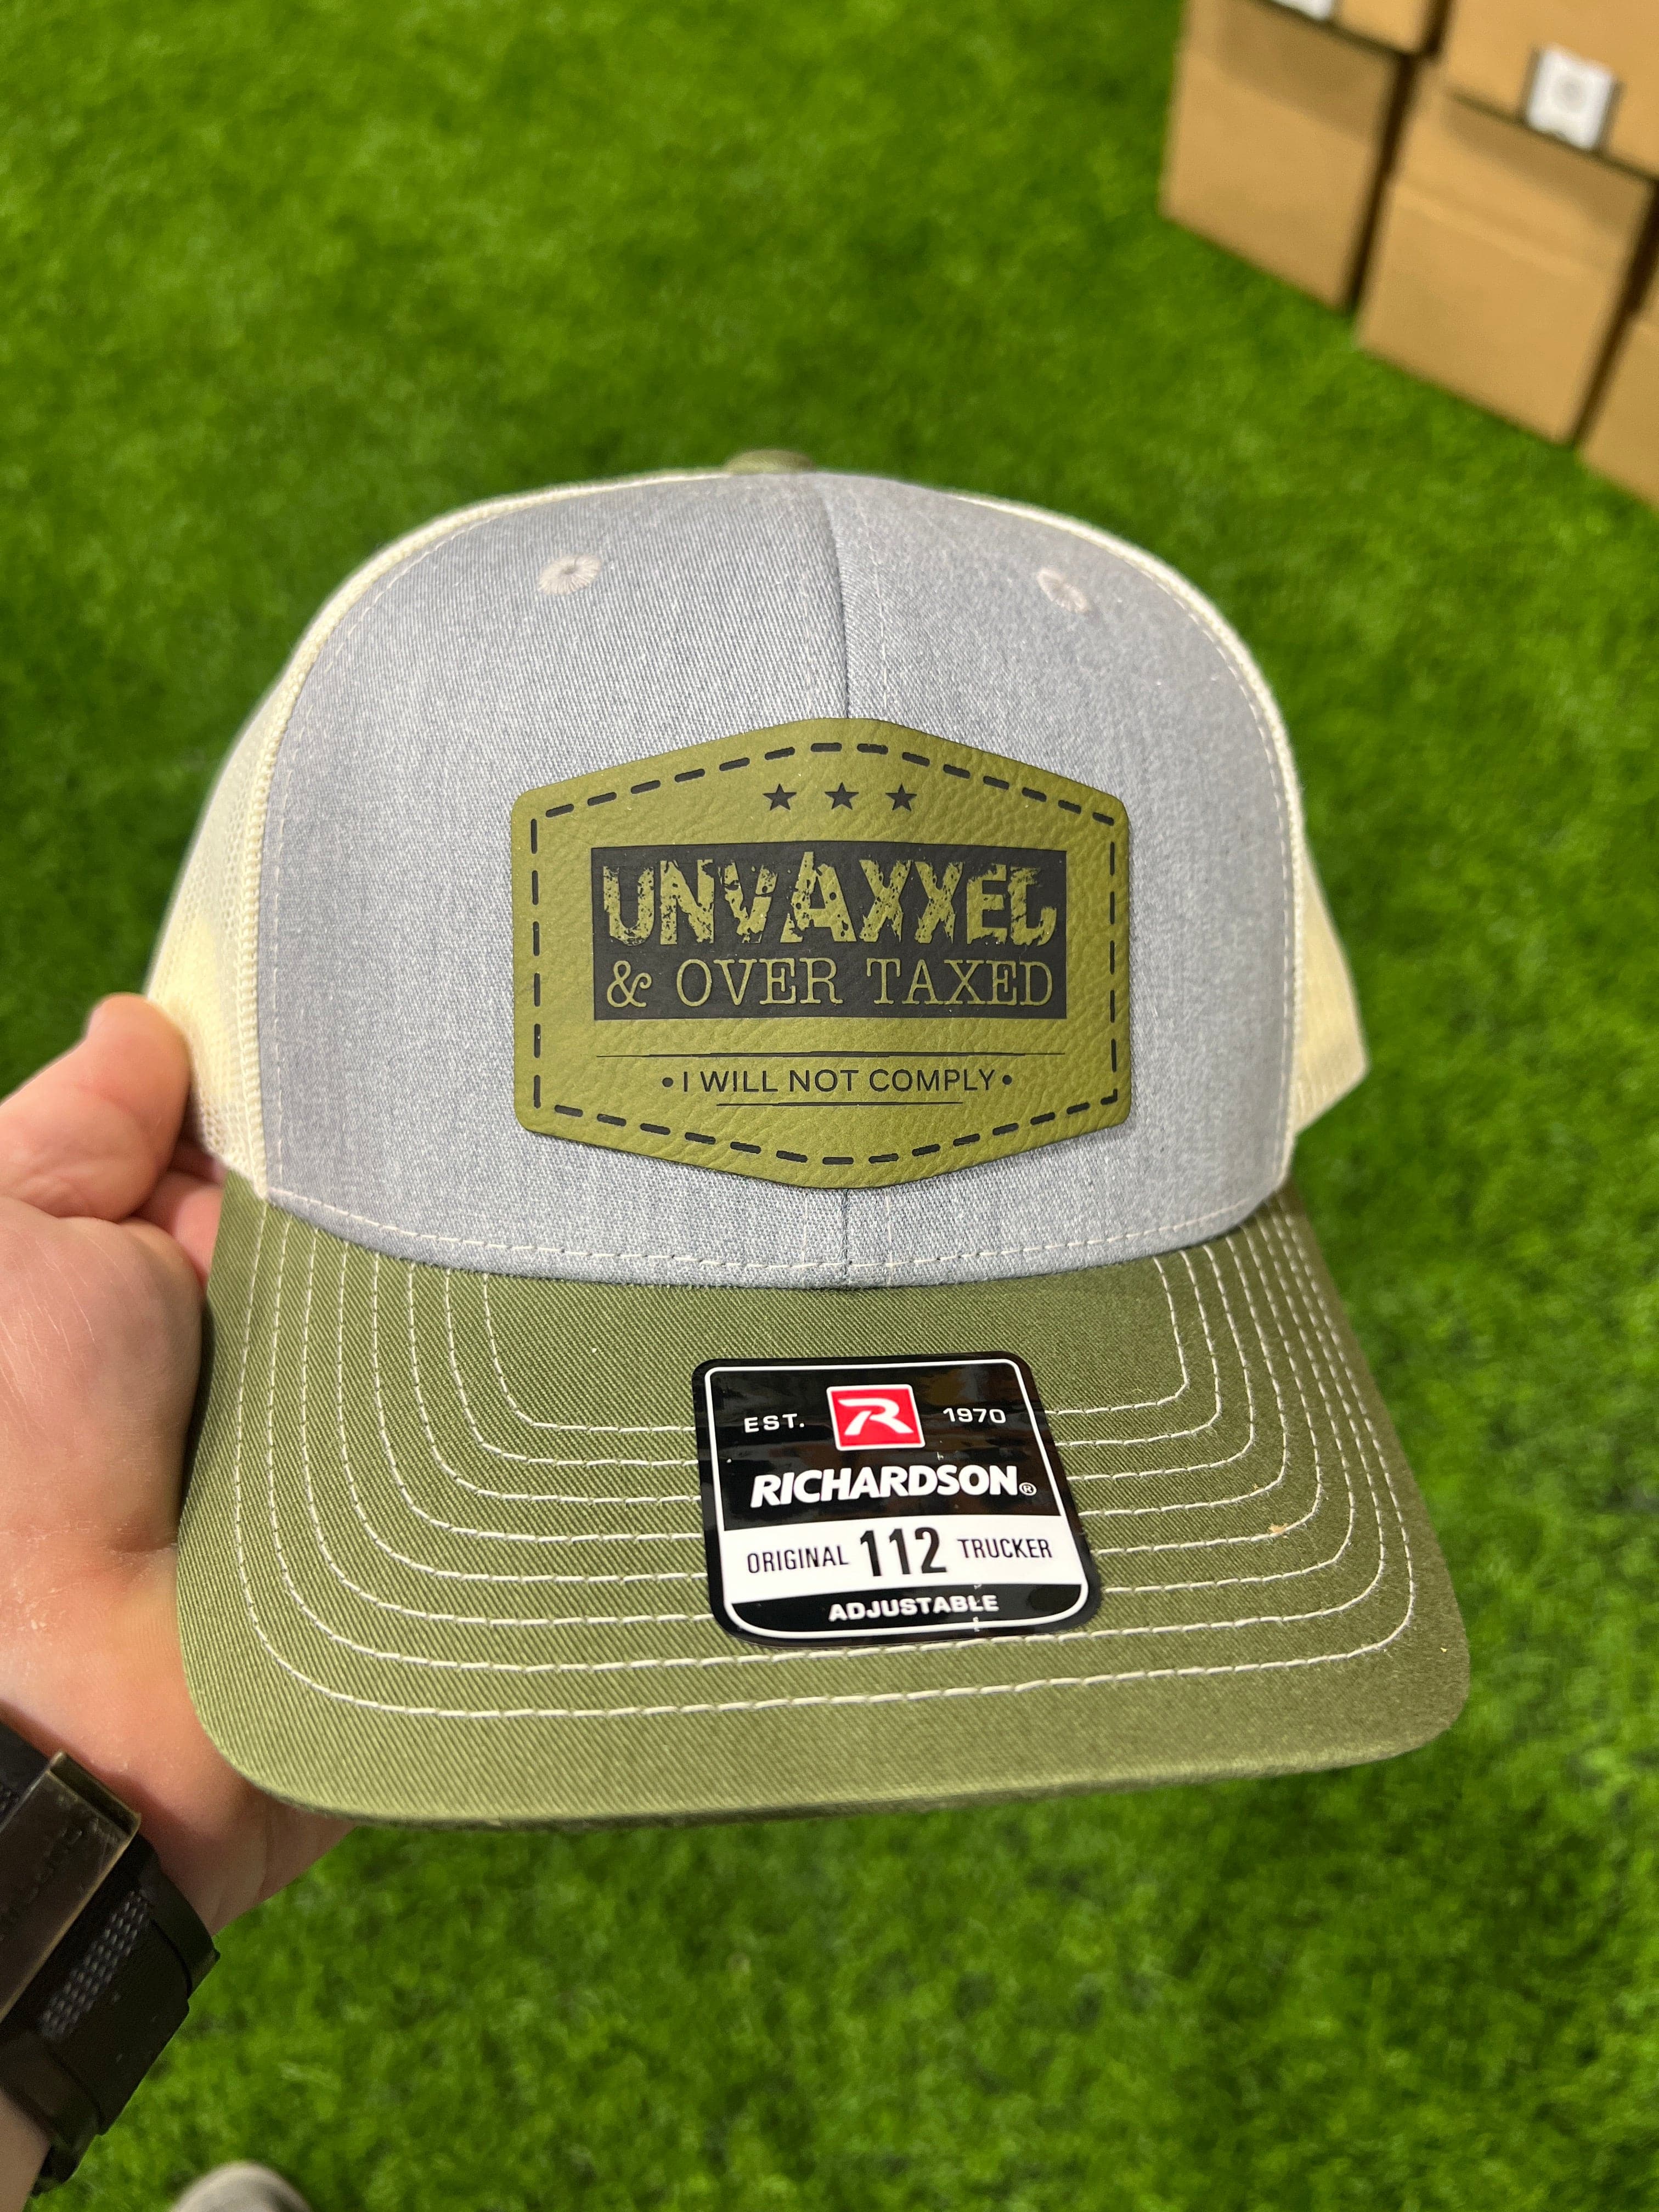 UNVAXXED
& OVER TAXED
• I WILL NOT COMPLY •
EST. R 1970
RICHARDSON®
ORIGINAL 112 TRUCKER
ADJUSTABLE